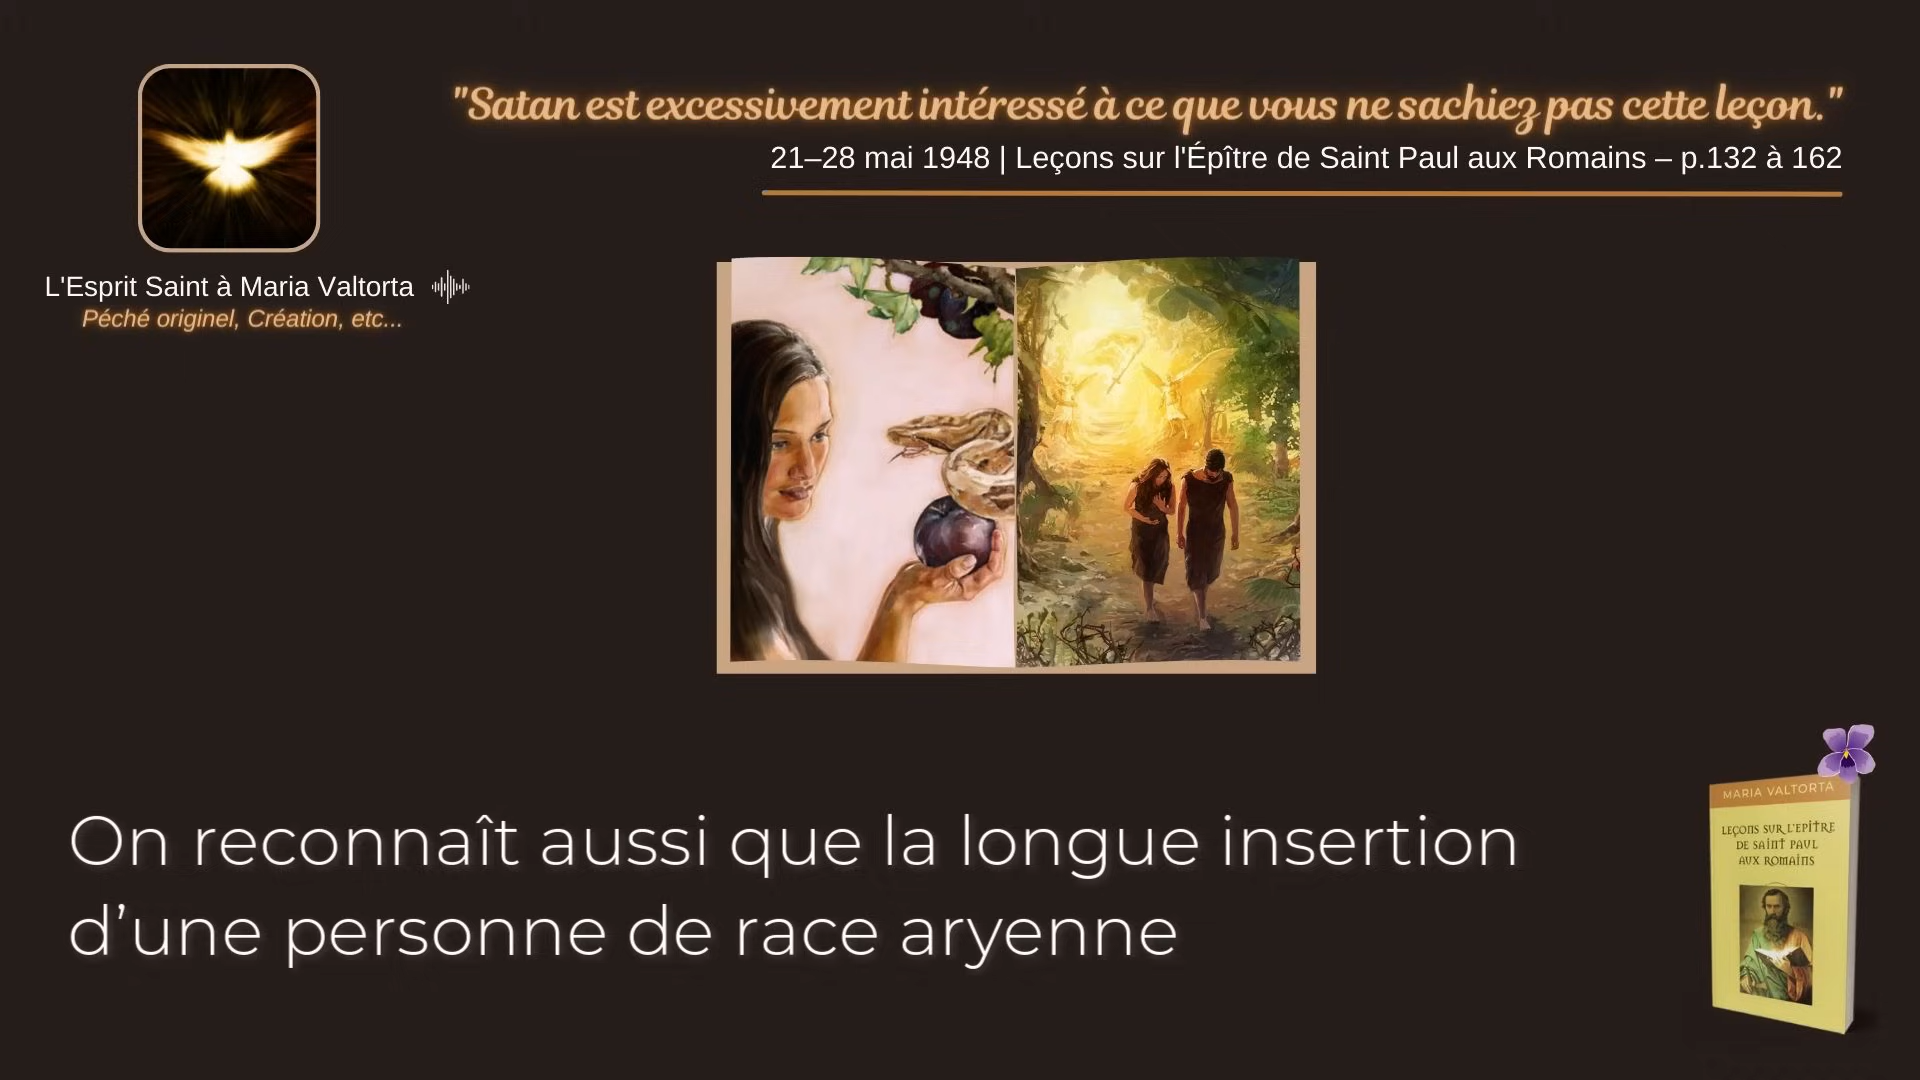 "Satan est excessivement intéressé à ce que vous ne sachiez pas cette leçon."
21–28 mai 1948 | Leçons sur l'Épître de Saint Paul aux Romains – p.132 à 162
L'Esprit Saint à Maria Valtorta
Péché originel, Création, etc...
On reconnaît aussi que la longue insertion
d’une personne de race aryenne
MARIA VALTORTA
LEÇONS SUR L'EPÎTRE
DE SAINT PAUL
AUX ROMAINS